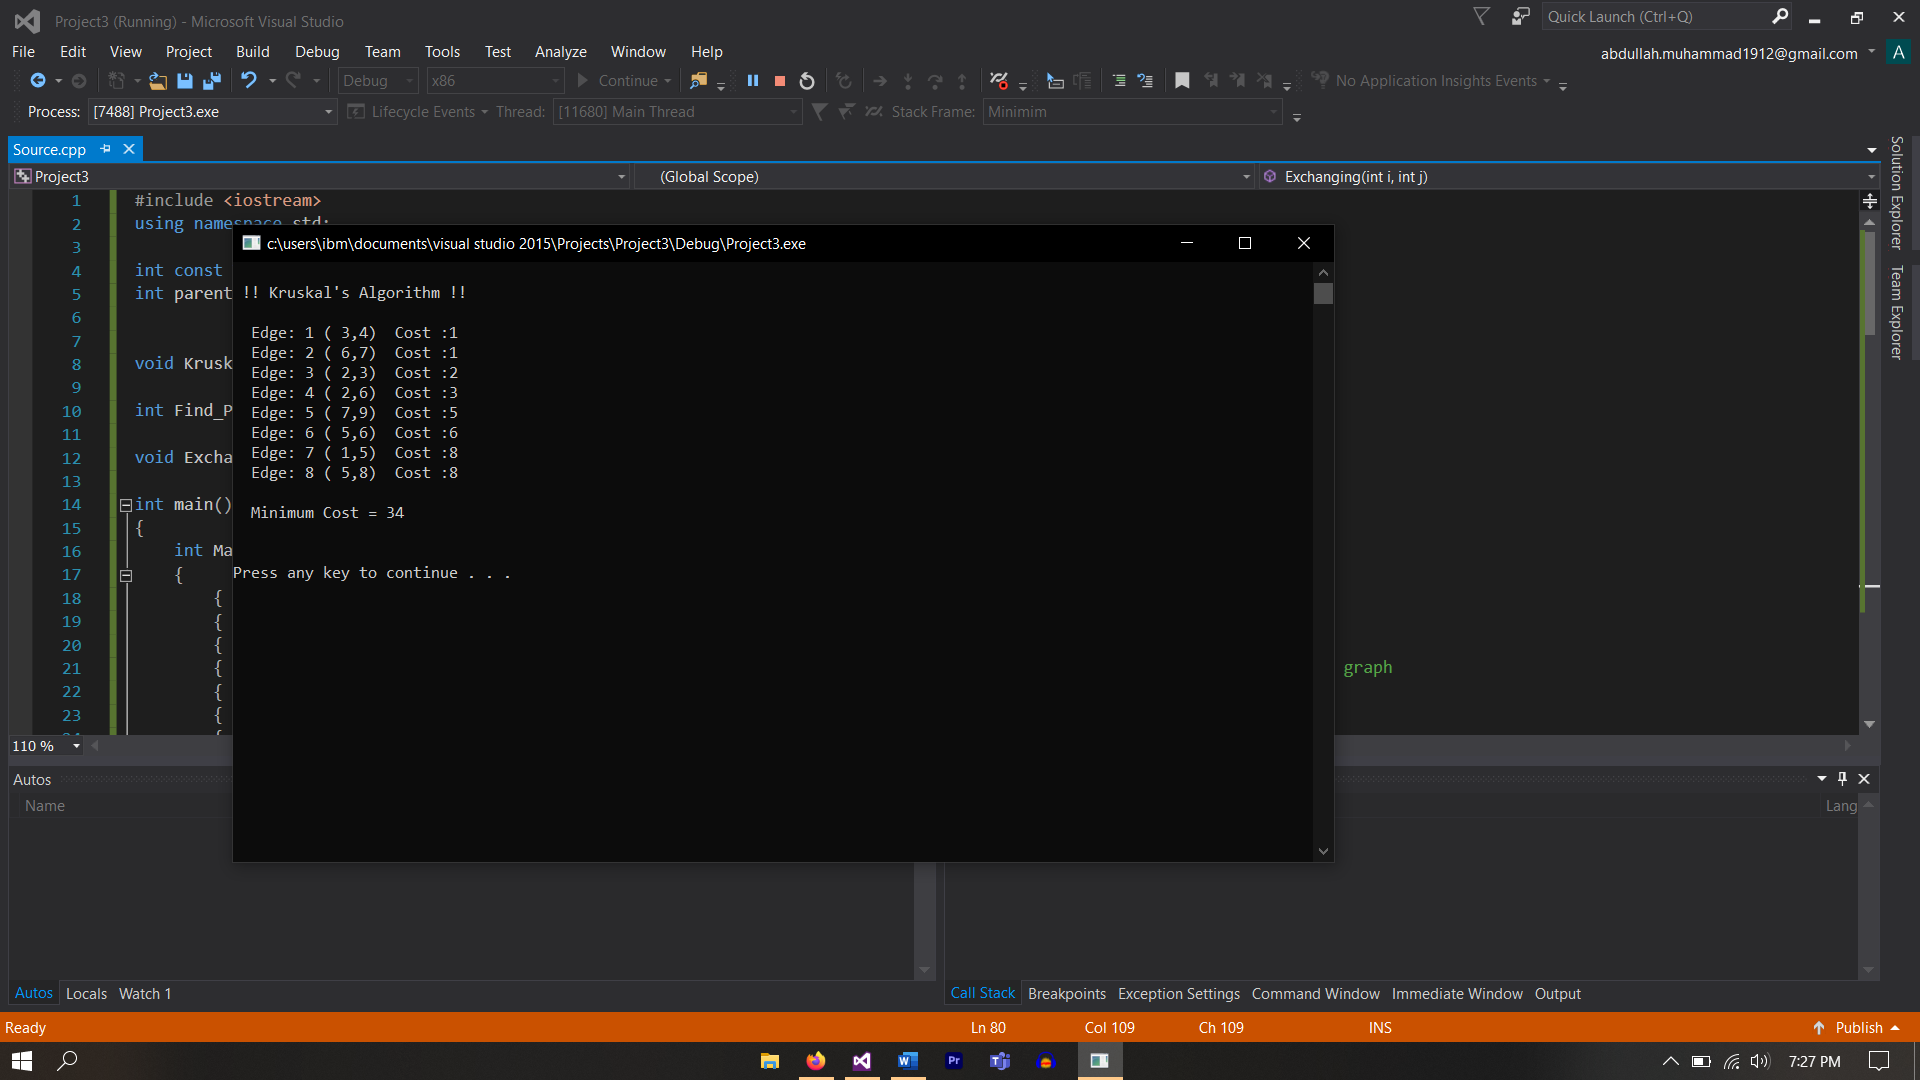 Project3 (Running) - Microsoft Visual Studio
Quick Launch (Ctrl+Q)
File Edit View Project Build Debug Team Tools Test Analyze Window Help
abdullah.muhammad1912@gmail.com A
Debug x86 Continue No Application Insights Events
Process: [7488] Project3.exe Lifecycle Events Thread: [11680] Main Thread Stack Frame: Minimim
Source.cpp
Project3 (Global Scope) Exchanging(int i, int j)
Solution Explorer
Team Explorer
1 #include <iostream>
2 using namespace std;
3
4 int const
5 int parent
6
7
8 void Krusk
9
10 int Find_P
11
12 void Excha
13
14 int main()
15 {
16 int Ma
17 {
18 {
19 {
20 {
21 { graph
22 {
23 {
24 {
c:\users\ibm\documents\visual studio 2015\Projects\Project3\Debug\Project3.exe
!! Kruskal's Algorithm !!
Edge: 1 ( 3,4)  Cost :1
Edge: 2 ( 6,7)  Cost :1
Edge: 3 ( 2,3)  Cost :2
Edge: 4 ( 2,6)  Cost :3
Edge: 5 ( 7,9)  Cost :5
Edge: 6 ( 5,6)  Cost :6
Edge: 7 ( 1,5)  Cost :8
Edge: 8 ( 5,8)  Cost :8
Minimum Cost = 34
Press any key to continue . . .
110 %
Autos
Name
Lang
Autos Locals Watch 1
Call Stack Breakpoints Exception Settings Command Window Immediate Window Output
Ready Ln 80 Col 109 Ch 109 INS Publish
W Pr T 7:27 PM